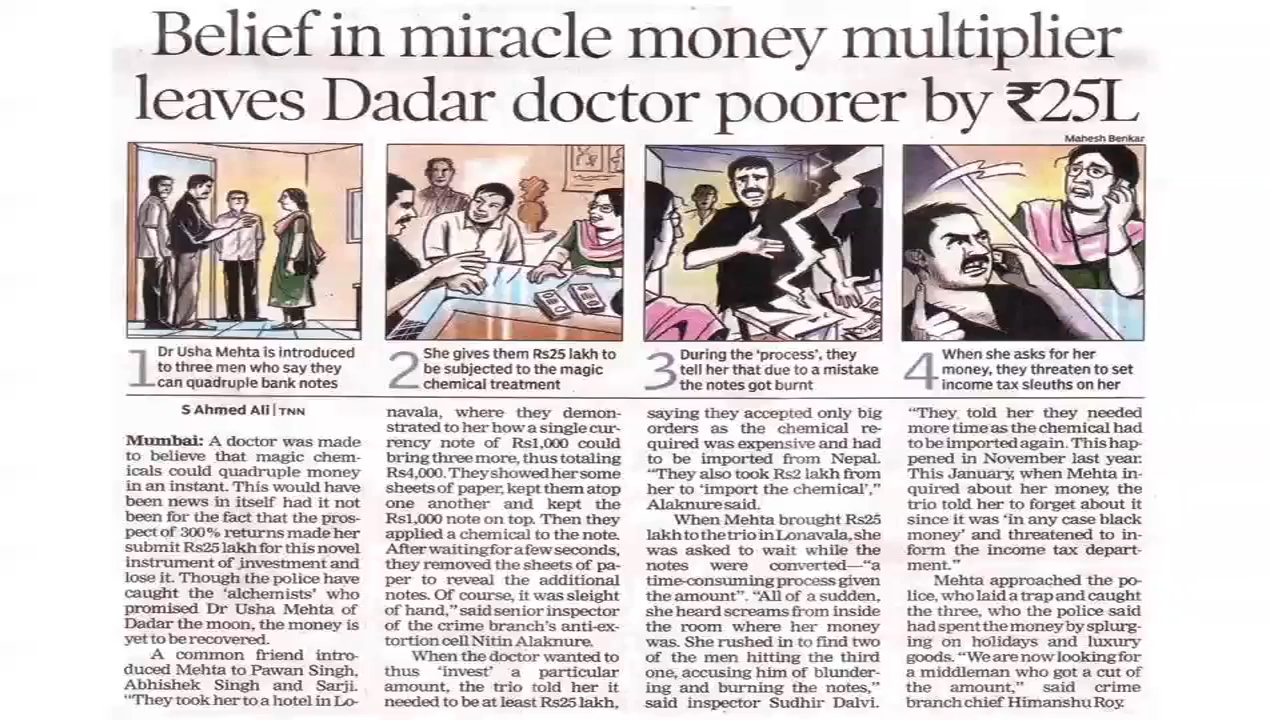 Belief in miracle money multiplier
leaves Dadar doctor poorer by ₹25L
Mahesh Benkar
1 Dr Usha Mehta is introduced
to three men who say they
can quadruple bank notes
2 She gives them Rs25 lakh to
be subjected to the magic
chemical treatment
3 During the ‘process’, they
tell her that due to a mistake
the notes got burnt
4 When she asks for her
money, they threaten to set
income tax sleuths on her
S Ahmed Ali | TNN
Mumbai: A doctor was made
to believe that magic chem-
icals could quadruple money
in an instant. This would have
been news in itself had it not
been for the fact that the pros-
pect of 300% returns made her
submit Rs25 lakh for this novel
instrument of investment and
lose it. Though the police have
caught the ‘alchemists’ who
promised Dr Usha Mehta of
Dadar the moon, the money is
yet to be recovered.
A common friend intro-
duced Mehta to Pawan Singh,
Abhishek Singh and Sarji.
“They took her to a hotel in Lo-
navala, where they demon-
strated to her how a single cur-
rency note of Rs1,000 could
bring three more, thus totaling
Rs4,000. They showed her some
sheets of paper, kept them atop
one another and kept the
Rs1,000 note on top. Then they
applied a chemical to the note.
After waiting for a few seconds,
they removed the sheets of pa-
per to reveal the additional
notes. Of course, it was sleight
of hand,” said senior inspector
of the crime branch’s anti-ex-
tortion cell Nitin Alaknure.
When the doctor wanted to
thus ‘invest’ a particular
amount, the trio told her it
needed to be at least Rs25 lakh,
saying they accepted only big
orders as the chemical re-
quired was expensive and had
to be imported from Nepal.
“They also took Rs2 lakh from
her to ‘import the chemical’,”
Alaknure said.
When Mehta brought Rs25
lakh to the trio in Lonavala, she
was asked to wait while the
notes were converted—“a
time-consuming process given
the amount”. “All of a sudden,
she heard screams from inside
the room where her money
was. She rushed in to find two
of the men hitting the third
one, accusing him of blunder-
ing and burning the notes,”
said inspector Sudhir Dalvi.
“They told her they needed
more time as the chemical had
to be imported again. This hap-
pened in November last year.
This January, when Mehta in-
quired about her money, the
trio told her to forget about it
since it was ‘in any case black
money’ and threatened to in-
form the income tax depart-
ment.”
Mehta approached the po-
lice, who laid a trap and caught
the three, who the police said
had spent the money by splurg-
ing on holidays and luxury
goods. “We are now looking for
a middleman who got a cut of
the amount,” said crime
branch chief Himanshu Roy.